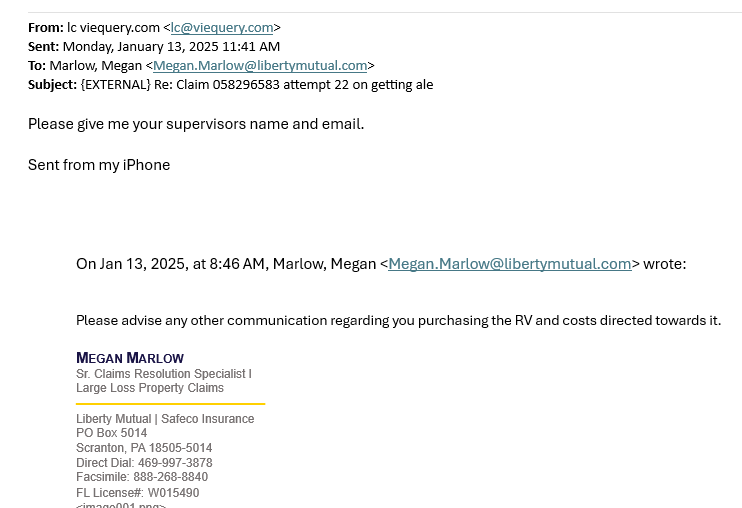 From: lc viequery.com <lc@viequery.com>
Sent: Monday, January 13, 2025 11:41 AM
To: Marlow, Megan <Megan.Marlow@libertymutual.com>
Subject: {EXTERNAL} Re: Claim 058296583 attempt 22 on getting ale
Please give me your supervisors name and email.
Sent from my iPhone
On Jan 13, 2025, at 8:46 AM, Marlow, Megan <Megan.Marlow@libertymutual.com> wrote:
Please advise any other communication regarding you purchasing the RV and costs directed towards it.
MEGAN MARLOW
Sr. Claims Resolution Specialist I
Large Loss Property Claims
Liberty Mutual | Safeco Insurance
PO Box 5014
Scranton, PA 18505-5014
Direct Dial: 469-997-3878
Facsimile: 888-268-8840
FL License#: W015490
<image001.png>